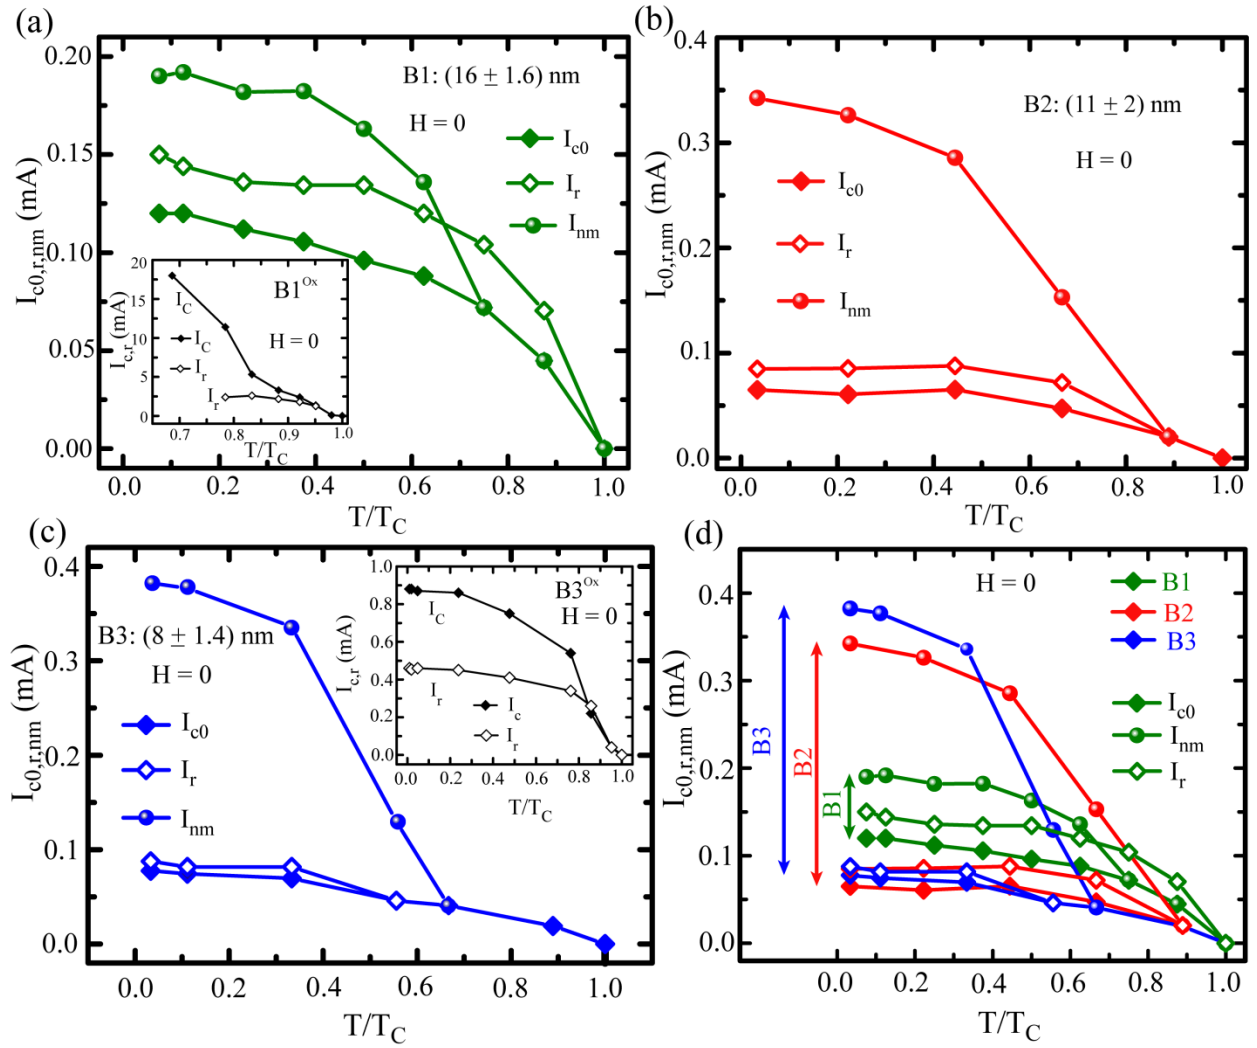 (a)
I_c0,r,nm (mA)
0.20
0.15
0.10
0.05
0.00
B1: (16 ± 1.6) nm
H = 0
I_c0
I_r
I_nm
I_c,r (mA)
20
15
10
5
0
B1^Ox
I_C
H = 0
I_C
I_r
I_r
0.7 0.8 0.9 1.0
T/T_C
0.0 0.2 0.4 0.6 0.8 1.0
T/T_C
(b)
I_c0,r,nm (mA)
0.4
0.3
0.2
0.1
0.0
B2: (11 ± 2) nm
H = 0
I_c0
I_r
I_nm
0.0 0.2 0.4 0.6 0.8 1.0
T/T_C
(c)
I_c0,r,nm (mA)
0.4
0.3
0.2
0.1
0.0
B3: (8 ± 1.4) nm
H = 0
I_c0
I_r
I_nm
I_c,r (mA)
1.0
0.8
0.6
0.4
0.2
0.0
B3^Ox
H = 0
I_C
I_r
I_c
I_r
0.0 0.2 0.4 0.6 0.8 1.0
T/T_C
0.0 0.2 0.4 0.6 0.8 1.0
T/T_C
(d)
I_c0,r,nm (mA)
0.4
0.3
0.2
0.1
0.0
H = 0
B1
B2
B3
I_c0
I_nm
I_r
B3
B2
B1
0.0 0.2 0.4 0.6 0.8 1.0
T/T_C